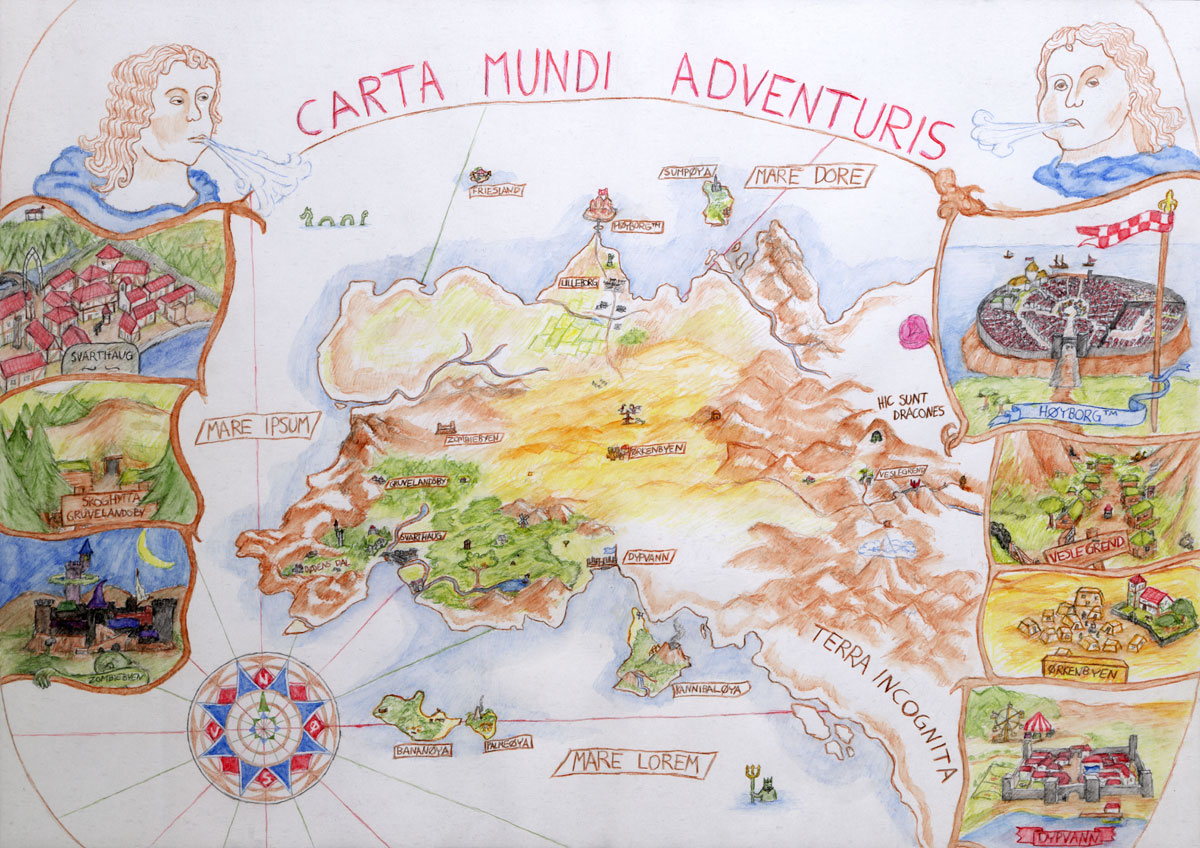 CARTA MUNDI ADVENTURIS
FRIESLAND
SUMPØYA
MARE DORE
HØYBORG™
LILLEBORG
SVARTHAUG
HØYBORG™
MARE IPSUM
HIC SUNT
DRACONES
ZOMBIEBYEN
ØRKENBYEN
GRUVELANDSBY
VESLEGREND
SKOGHYTTA
GRUVELANDSBY
SVARTHAUG
DYPVANN
VESLEGREND
DAL
ZOMBIEBYEN
TERRA INCOGNITA
ØRKENBYEN
KANNIBALØYA
N
Ø
S
V
BANANØYA
PALMEØYA
MARE LOREM
DYPVANN